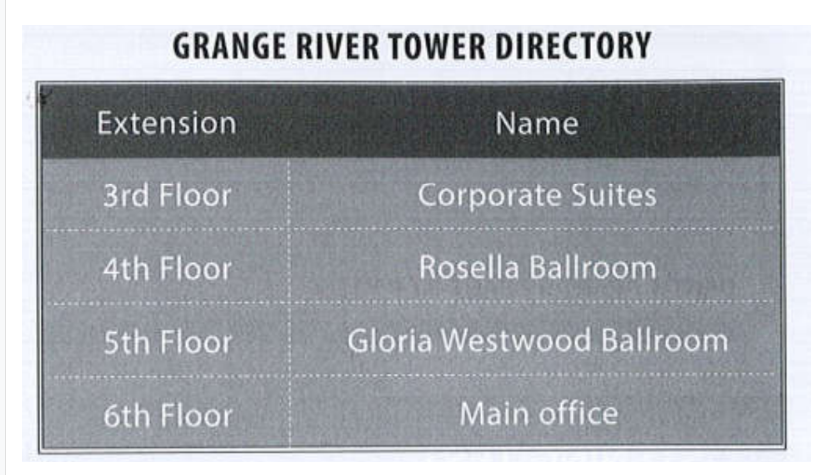 GRANGE RIVER TOWER DIRECTORY
Extension Name
3rd Floor Corporate Suites
4th Floor Rosella Ballroom
5th Floor Gloria Westwood Ballroom
6th Floor Main office